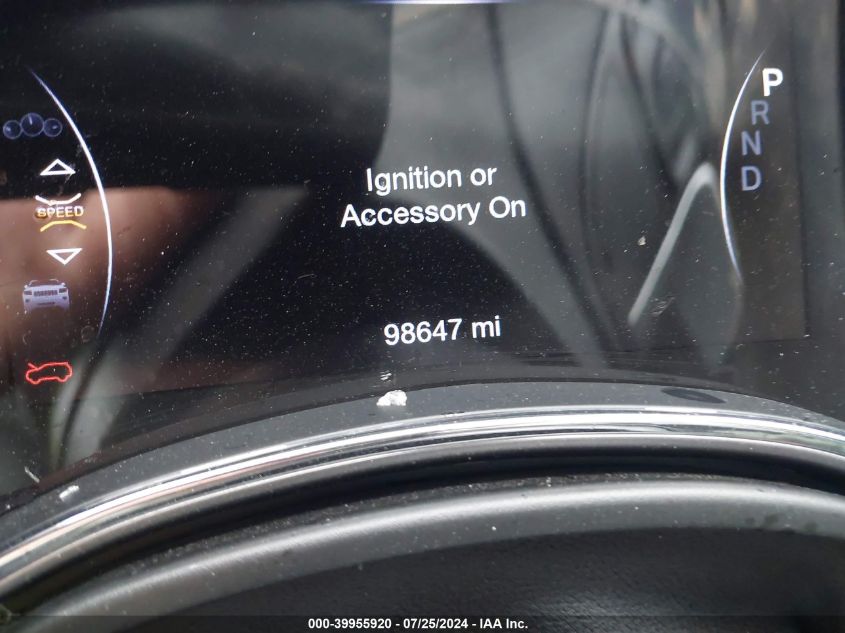 P
R
N
D
Ignition or
Accessory On
SPEED
98647 mi
000-39955920 - 07/25/2024 - IAA Inc.